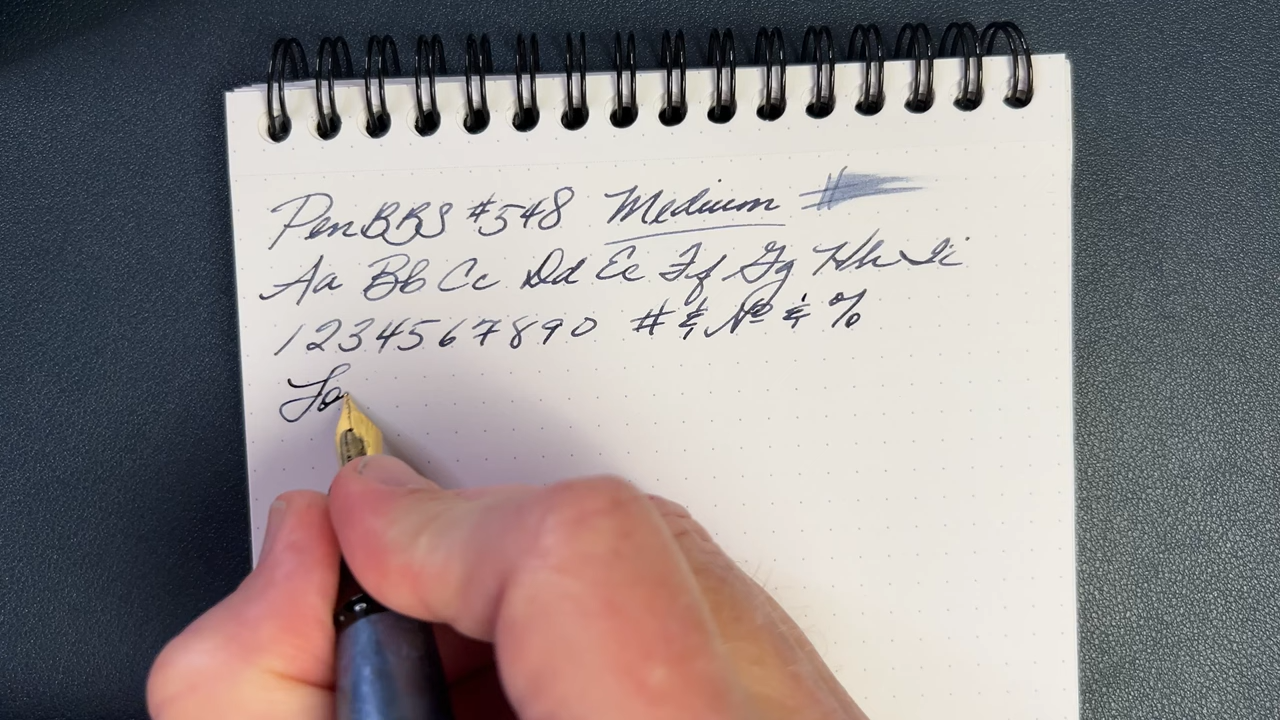 PenBBS #548 Medium
Aa Bb Cc Dd Ee Ff Gg Hh Ii
1234567890 # & № & %